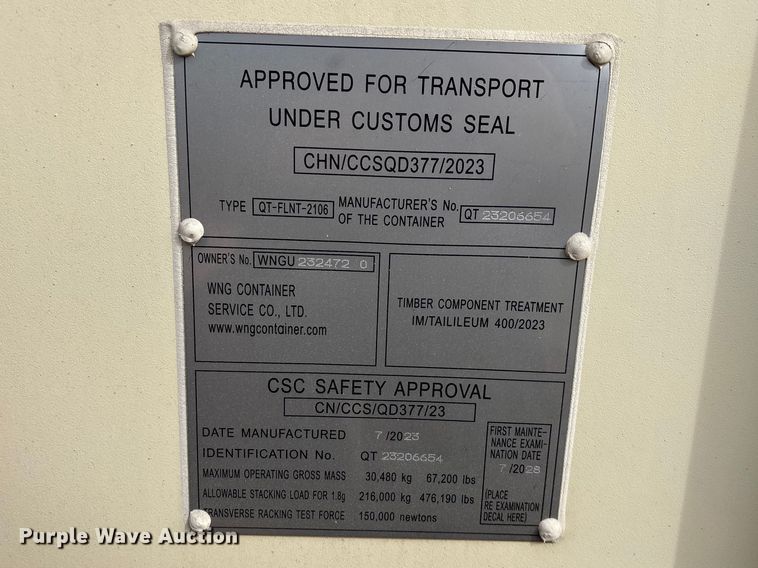 APPROVED FOR TRANSPORT
UNDER CUSTOMS SEAL
CHN/CCSQD377/2023
TYPE QT-FLNT-2106 MANUFACTURER'S No. OF THE CONTAINER QT 23206654
OWNER'S No. WNGU 232472 0
WNG CONTAINER
SERVICE CO., LTD.
www.wngcontainer.com
TIMBER COMPONENT TREATMENT
IM/TAILILEUM 400/2023
CSC SAFETY APPROVAL
CN/CCS/QD377/23
DATE MANUFACTURED 7/2023
IDENTIFICATION No. QT 23206654
MAXIMUM OPERATING GROSS MASS 30,480 kg 67,200 lbs
ALLOWABLE STACKING LOAD FOR 1.8g 216,000 kg 476,190 lbs
TRANSVERSE RACKING TEST FORCE 150,000 newtons
FIRST MAINTE-
NANCE EXAMI-
NATION DATE
7/2028
(PLACE
RE EXAMINATION
DECAL HERE)
Purple Wave Auction